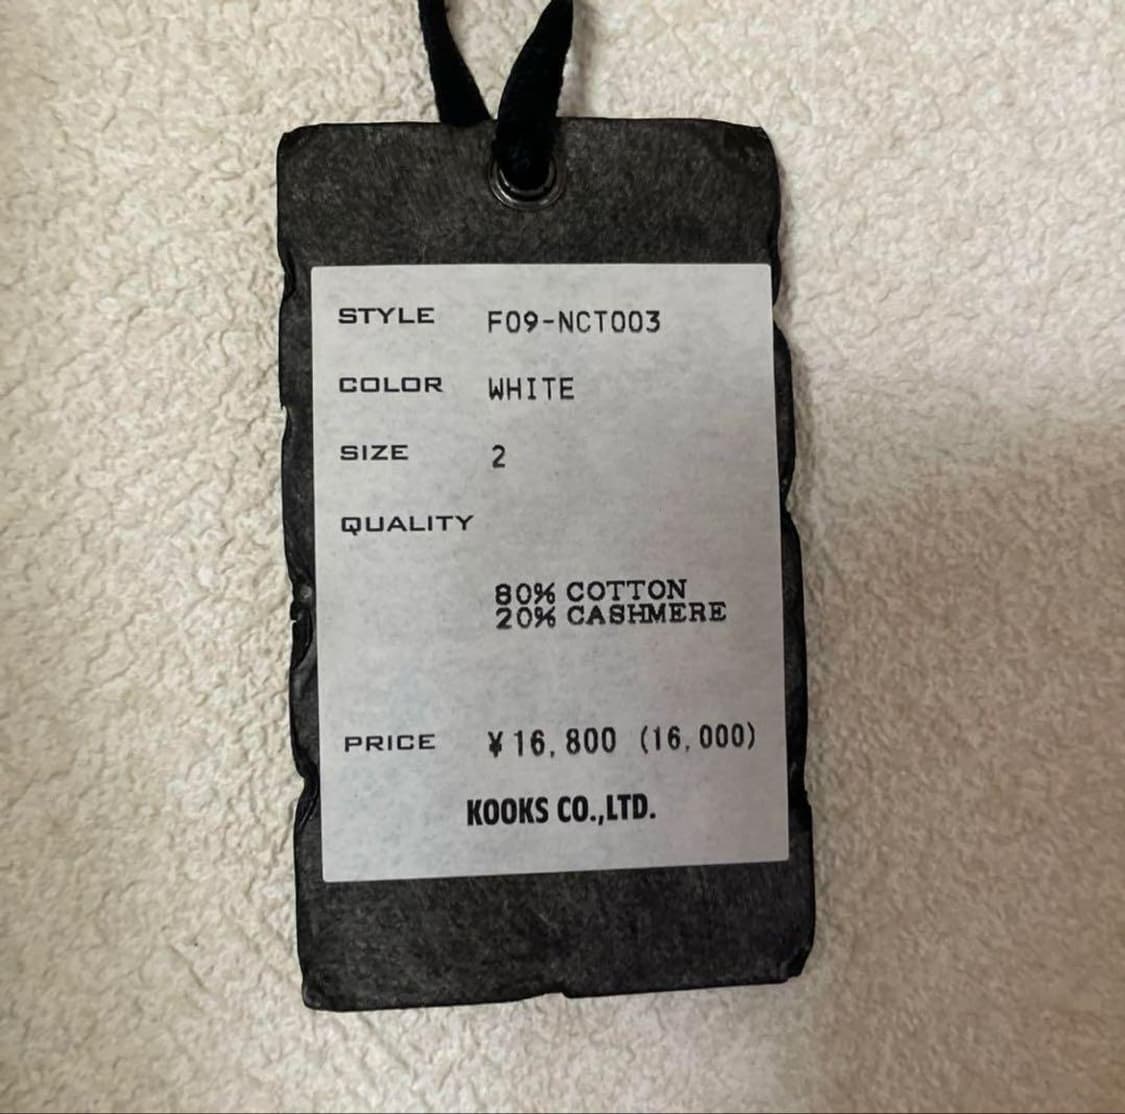 STYLE F09-NCT003
COLOR WHITE
SIZE 2
QUALITY
80% COTTON
20% CASHMERE
PRICE ¥16,800 (16,000)
KOOKS CO.,LTD.